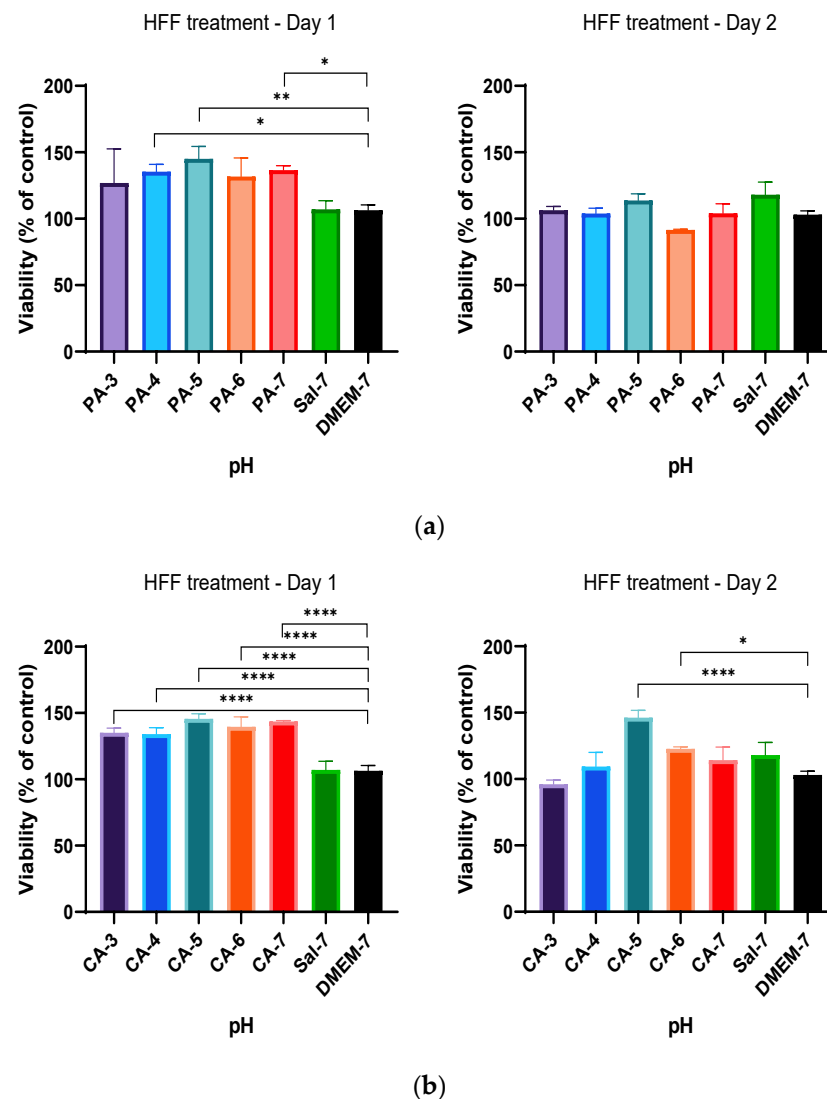 HFF treatment - Day 1
200
150
100
50
0
Viability (% of control)
*
**
*
PA-3
PA-4
PA-5
PA-6
PA-7
Sal-7
DMEM-7
pH
HFF treatment - Day 2
200
150
100
50
0
Viability (% of control)
PA-3
PA-4
PA-5
PA-6
PA-7
Sal-7
DMEM-7
pH
(a)
HFF treatment - Day 1
200
150
100
50
0
Viability (% of control)
****
****
****
****
****
CA-3
CA-4
CA-5
CA-6
CA-7
Sal-7
DMEM-7
pH
HFF treatment - Day 2
200
150
100
50
0
Viability (% of control)
*
****
CA-3
CA-4
CA-5
CA-6
CA-7
Sal-7
DMEM-7
pH
(b)